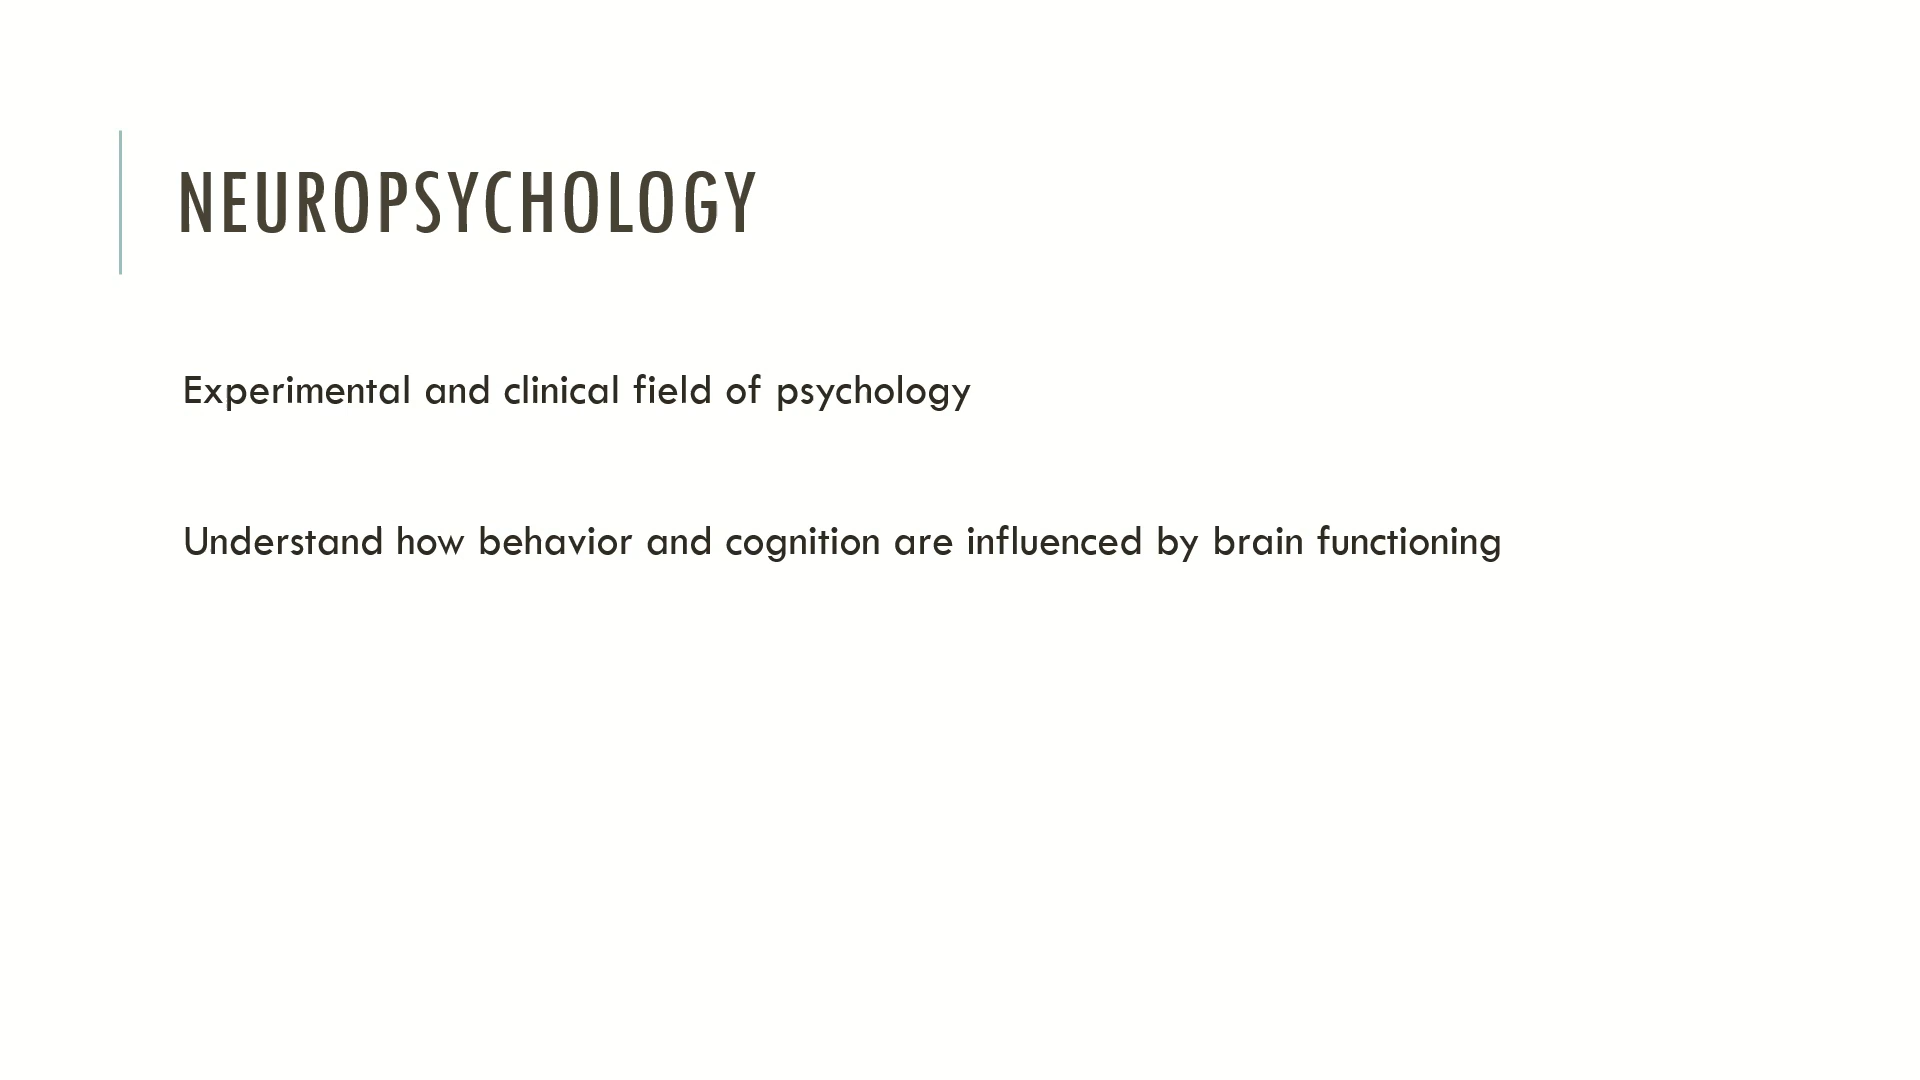 NEUROPSYCHOLOGY
Experimental and clinical field of psychology
Understand how behavior and cognition are influenced by brain functioning